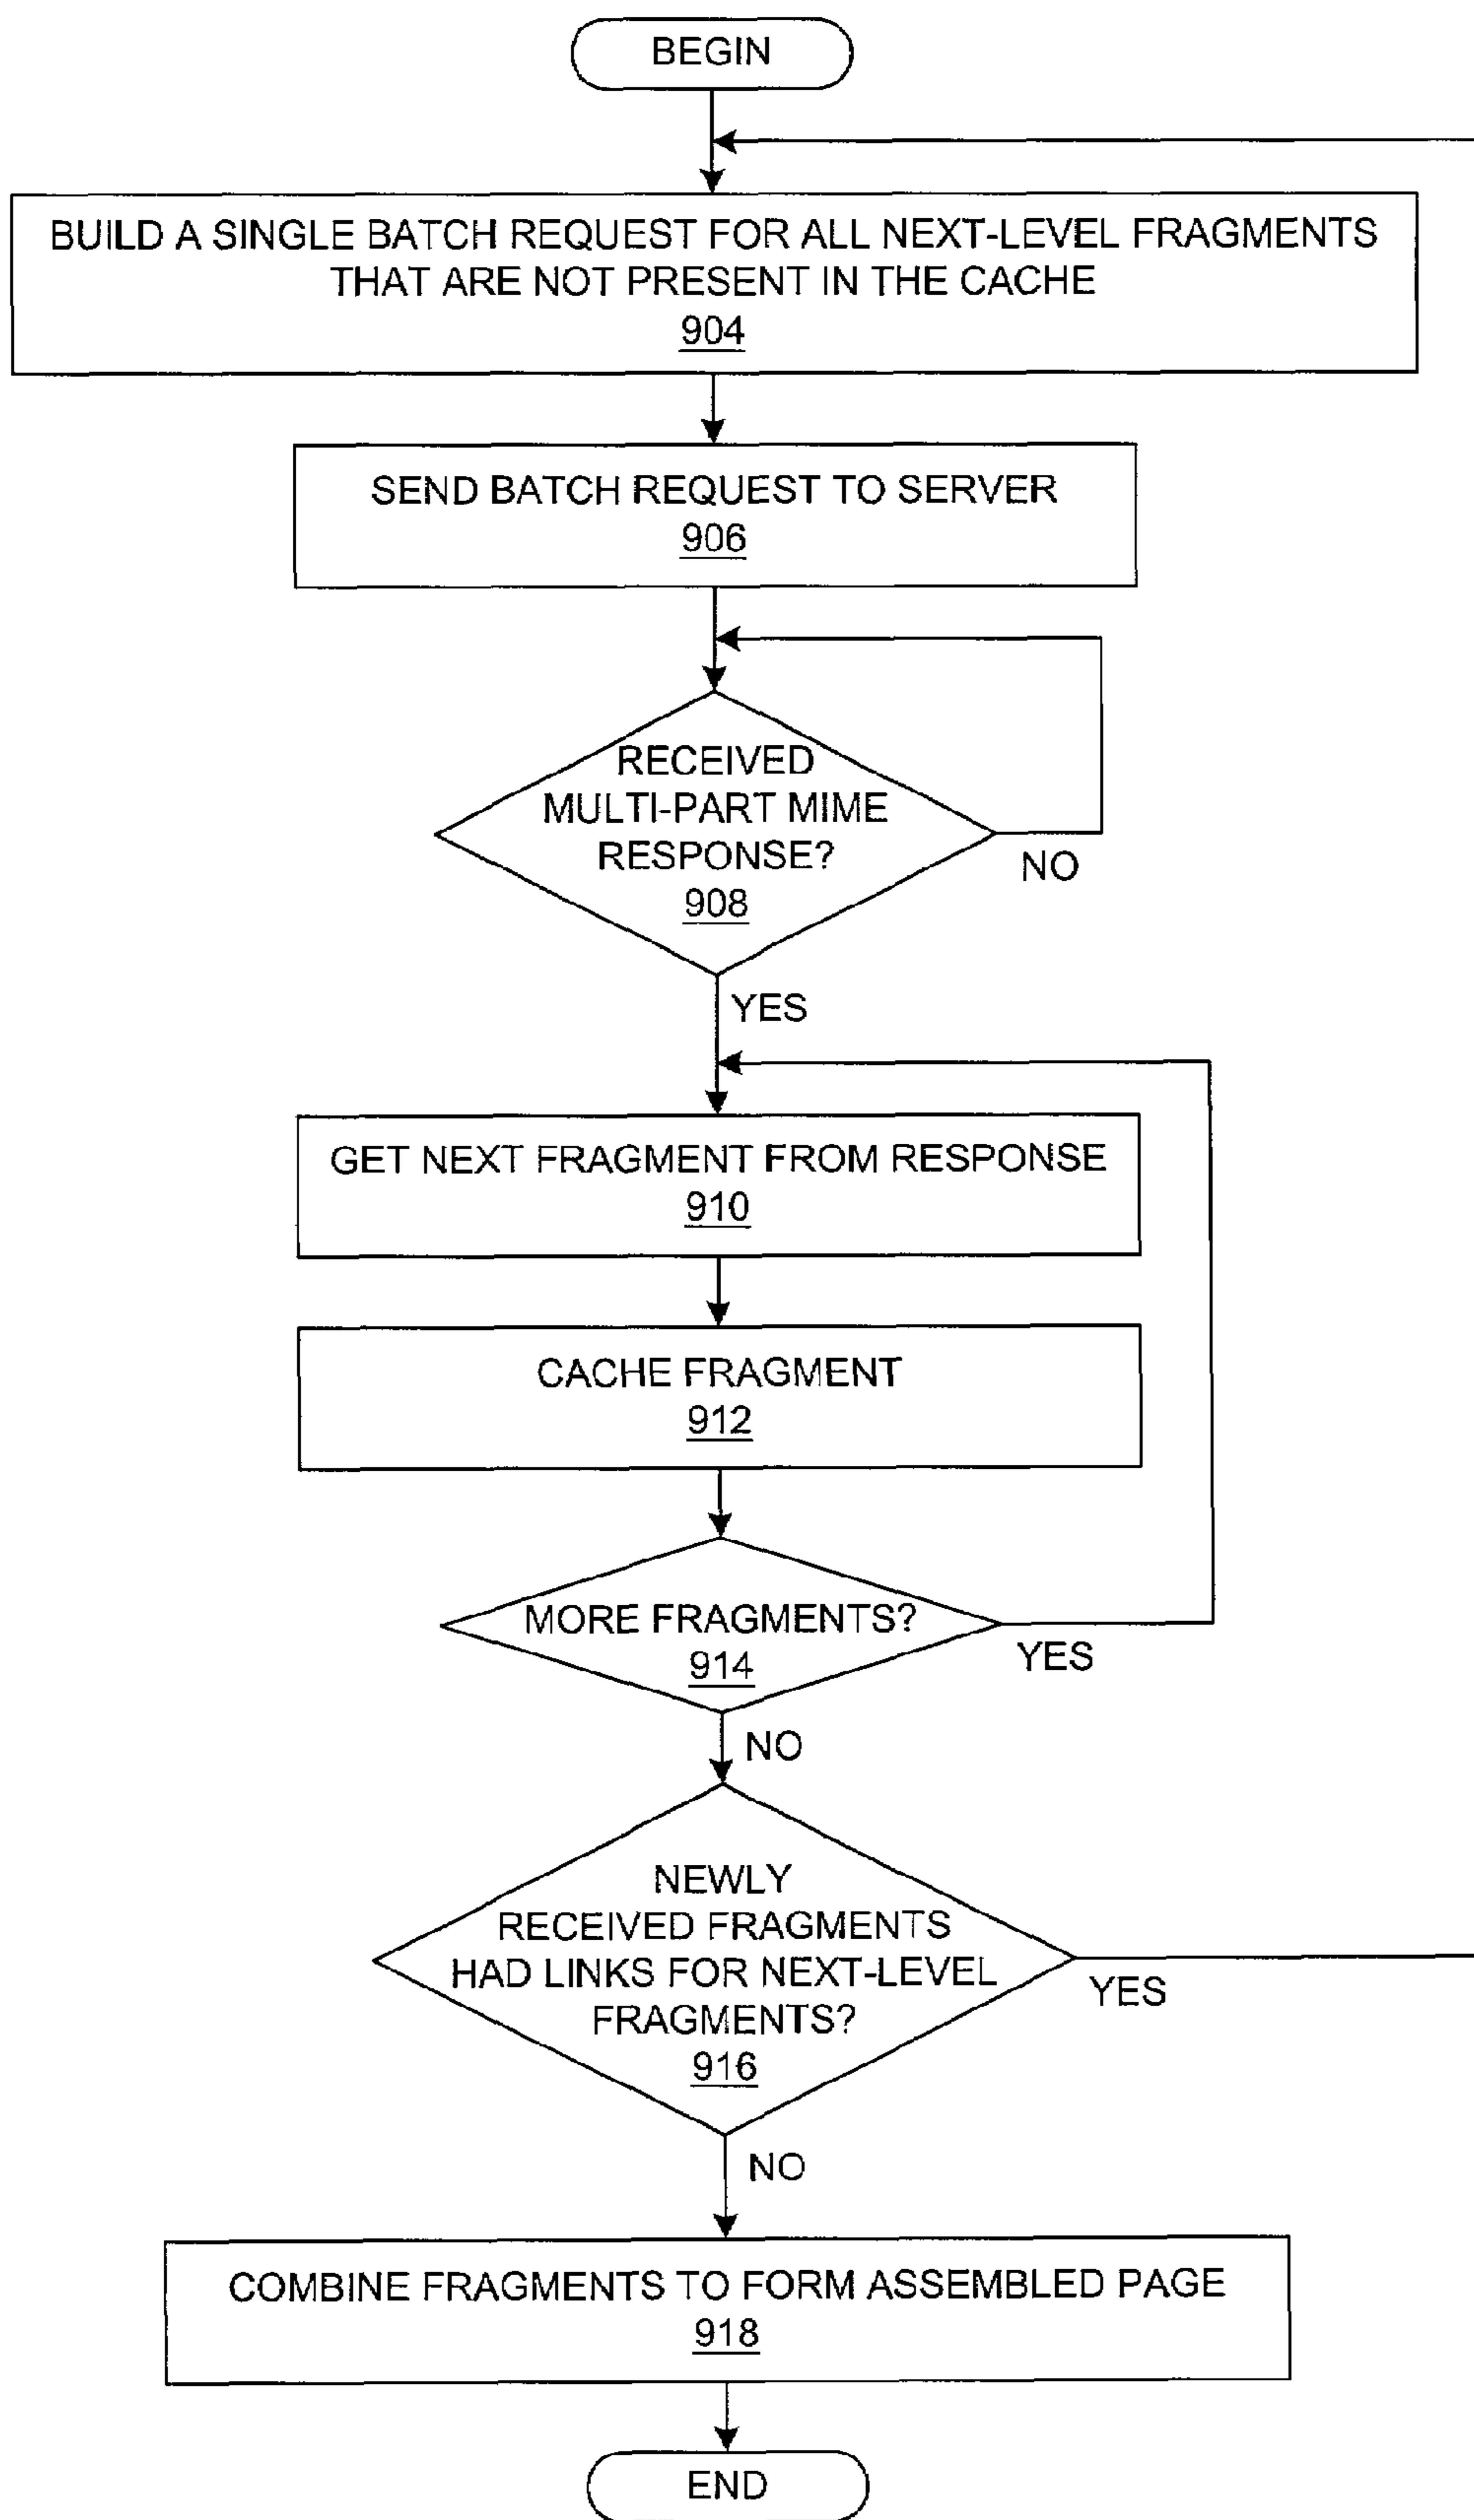 BEGIN
BUILD A SINGLE BATCH REQUEST FOR ALL NEXT-LEVEL FRAGMENTS
THAT ARE NOT PRESENT IN THE CACHE
904
SEND BATCH REQUEST TO SERVER
906
RECEIVED
MULTI-PART MIME
RESPONSE?
908
NO
YES
GET NEXT FRAGMENT FROM RESPONSE
910
CACHE FRAGMENT
912
MORE FRAGMENTS?
914
YES
NO
NEWLY
RECEIVED FRAGMENTS
HAD LINKS FOR NEXT-LEVEL
FRAGMENTS?
916
YES
NO
COMBINE FRAGMENTS TO FORM ASSEMBLED PAGE
918
END